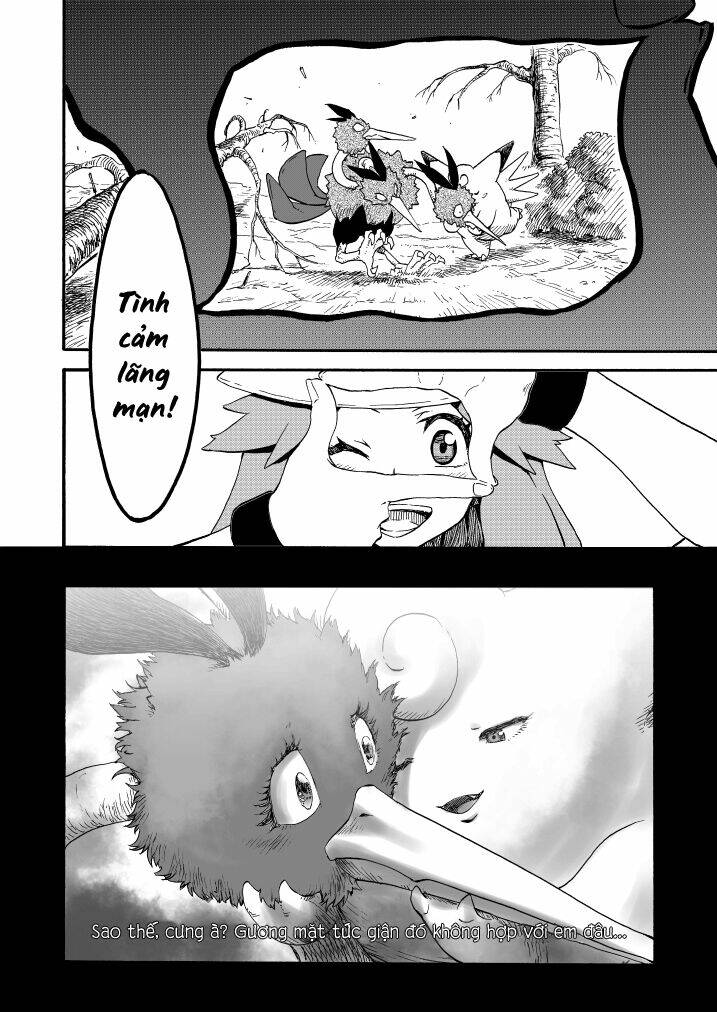 Tình
cảm
lãng
mạn!
Sao thế, cưng à? Gương mặt tức giận đó không hợp với em đâu...